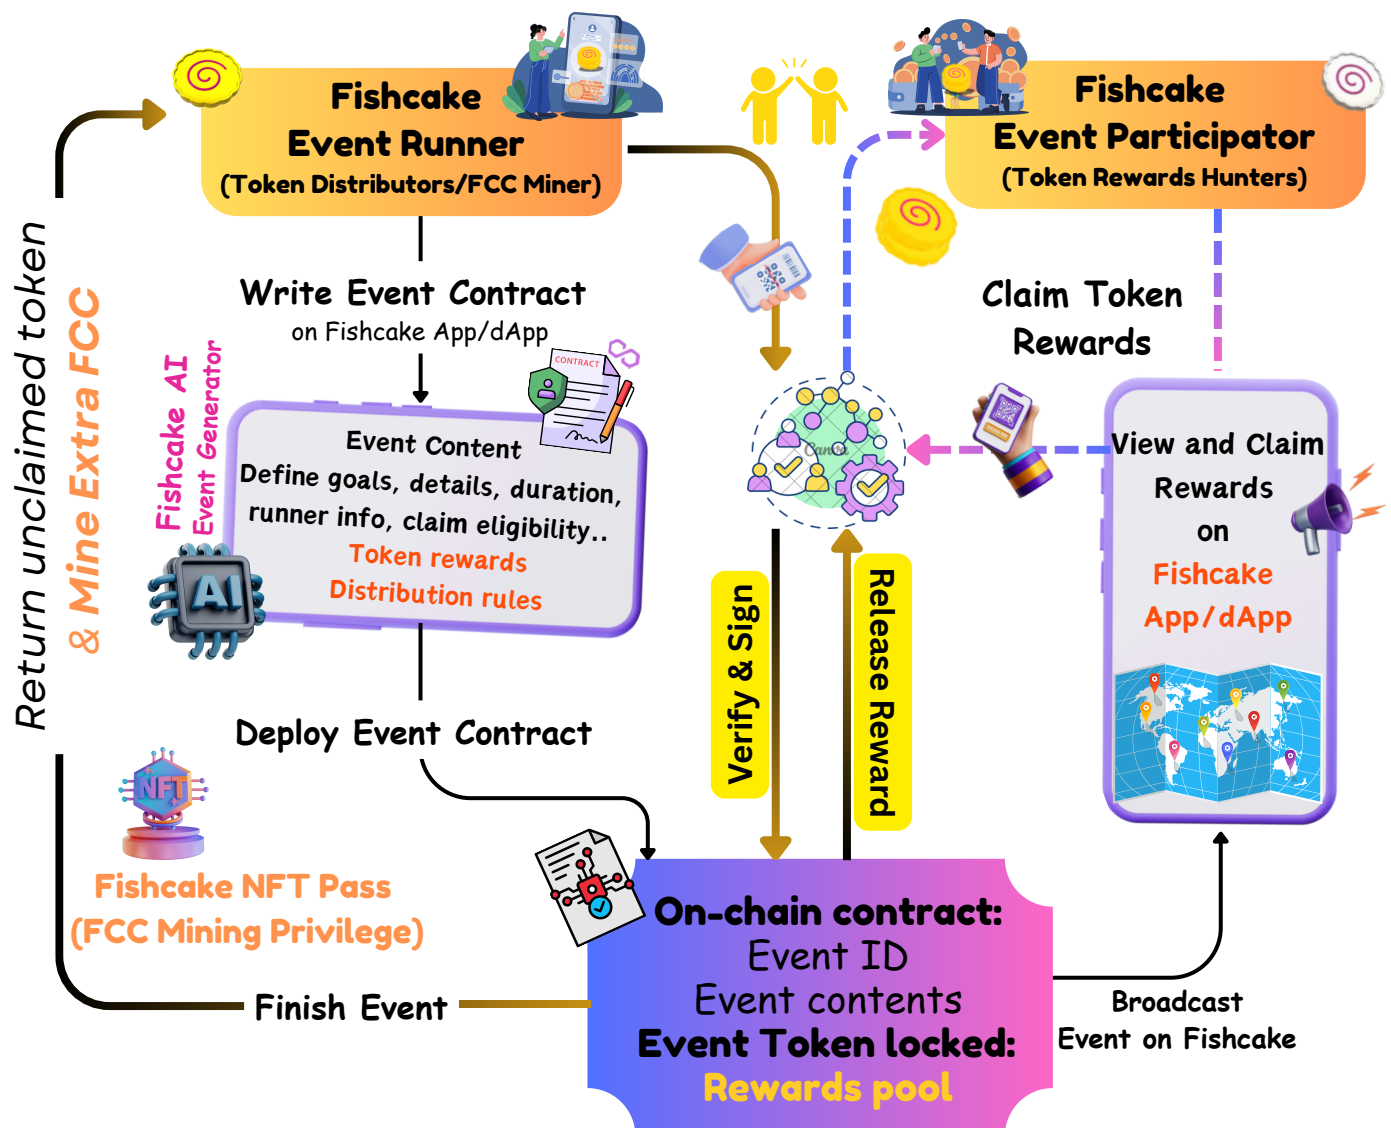 Fishcake
Event Runner
(Token Distributors/FCC Miner)
Fishcake
Event Participator
(Token Rewards Hunters)
Return unclaimed token
& Mine Extra FCC
Write Event Contract
on Fishcake App/dApp
Claim Token
Rewards
CONTRACT
Fishcake AI
Event Generator
AI
Event Content
Define goals, details, duration,
runner info, claim eligibility..
Token rewards
Distribution rules
Canva
View and Claim
Rewards
on
Fishcake
App/dApp
Verify & Sign
Release Reward
Deploy Event Contract
NFT
Fishcake NFT Pass
(FCC Mining Privilege)
Finish Event
On-chain contract:
Event ID
Event contents
Event Token locked:
Rewards pool
Broadcast
Event on Fishcake